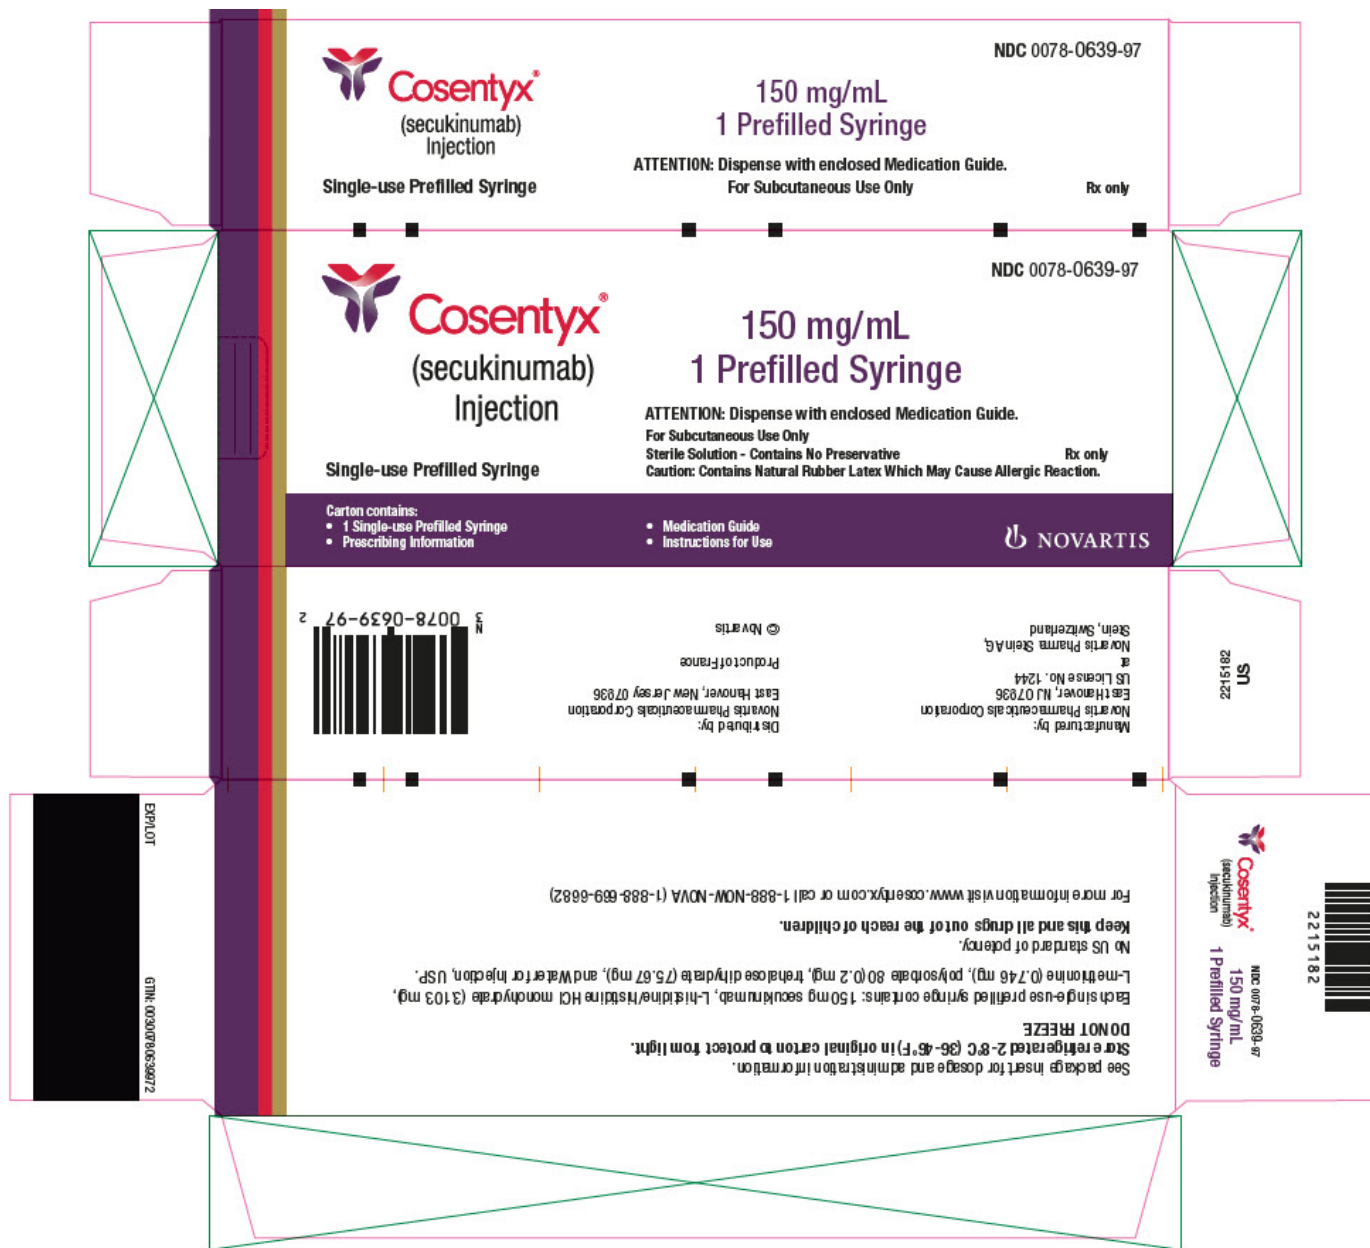 NDC 0078-0639-97
Cosentyx®
(secukinumab)
Injection
150 mg/mL
1 Prefilled Syringe
ATTENTION: Dispense with enclosed Medication Guide.
Single-use Prefilled Syringe
For Subcutaneous Use Only
Rx only
NDC 0078-0639-97
Cosentyx®
(secukinumab)
Injection
150 mg/mL
1 Prefilled Syringe
ATTENTION: Dispense with enclosed Medication Guide.
For Subcutaneous Use Only
Sterile Solution - Contains No Preservative
Rx only
Single-use Prefilled Syringe
Caution: Contains Natural Rubber Latex Which May Cause Allergic Reaction.
Carton contains:
• 1 Single-use Prefilled Syringe
• Prescribing Information
• Medication Guide
• Instructions for Use
NOVARTIS
Manufactured by:
Novartis Pharmaceuticals Corporation
East Hanover, NJ 07936
US License No. 1244
at
Novartis Pharma Stein AG,
Stein, Switzerland
Distributed by:
Novartis Pharmaceuticals Corporation
East Hanover, New Jersey 07936
Product of France
© Novartis
N
3 0078-0639-97 2
US
2215182
See package insert for dosage and administration information.
Store refrigerated 2-8°C (36-46°F) in original carton to protect from light.
DO NOT FREEZE
Each single-use prefilled syringe contains: 150 mg secukinumab, L-histidine/histidine HCl monohydrate (3.103 mg),
L-methionine (0.746 mg), polysorbate 80 (0.2 mg), trehalose dihydrate (75.67 mg), and Water for Injection, USP.
No US standard of potency.
Keep this and all drugs out of the reach of children.
For more information visit www.cosentyx.com or call 1-888-NOW-NOVA (1-888-669-6682)
EXP/LOT
GTIN: 00300780639972
Cosentyx®
(secukinumab)
Injection
NDC 0078-0639-97
150 mg/mL
1 Prefilled Syringe
2215182